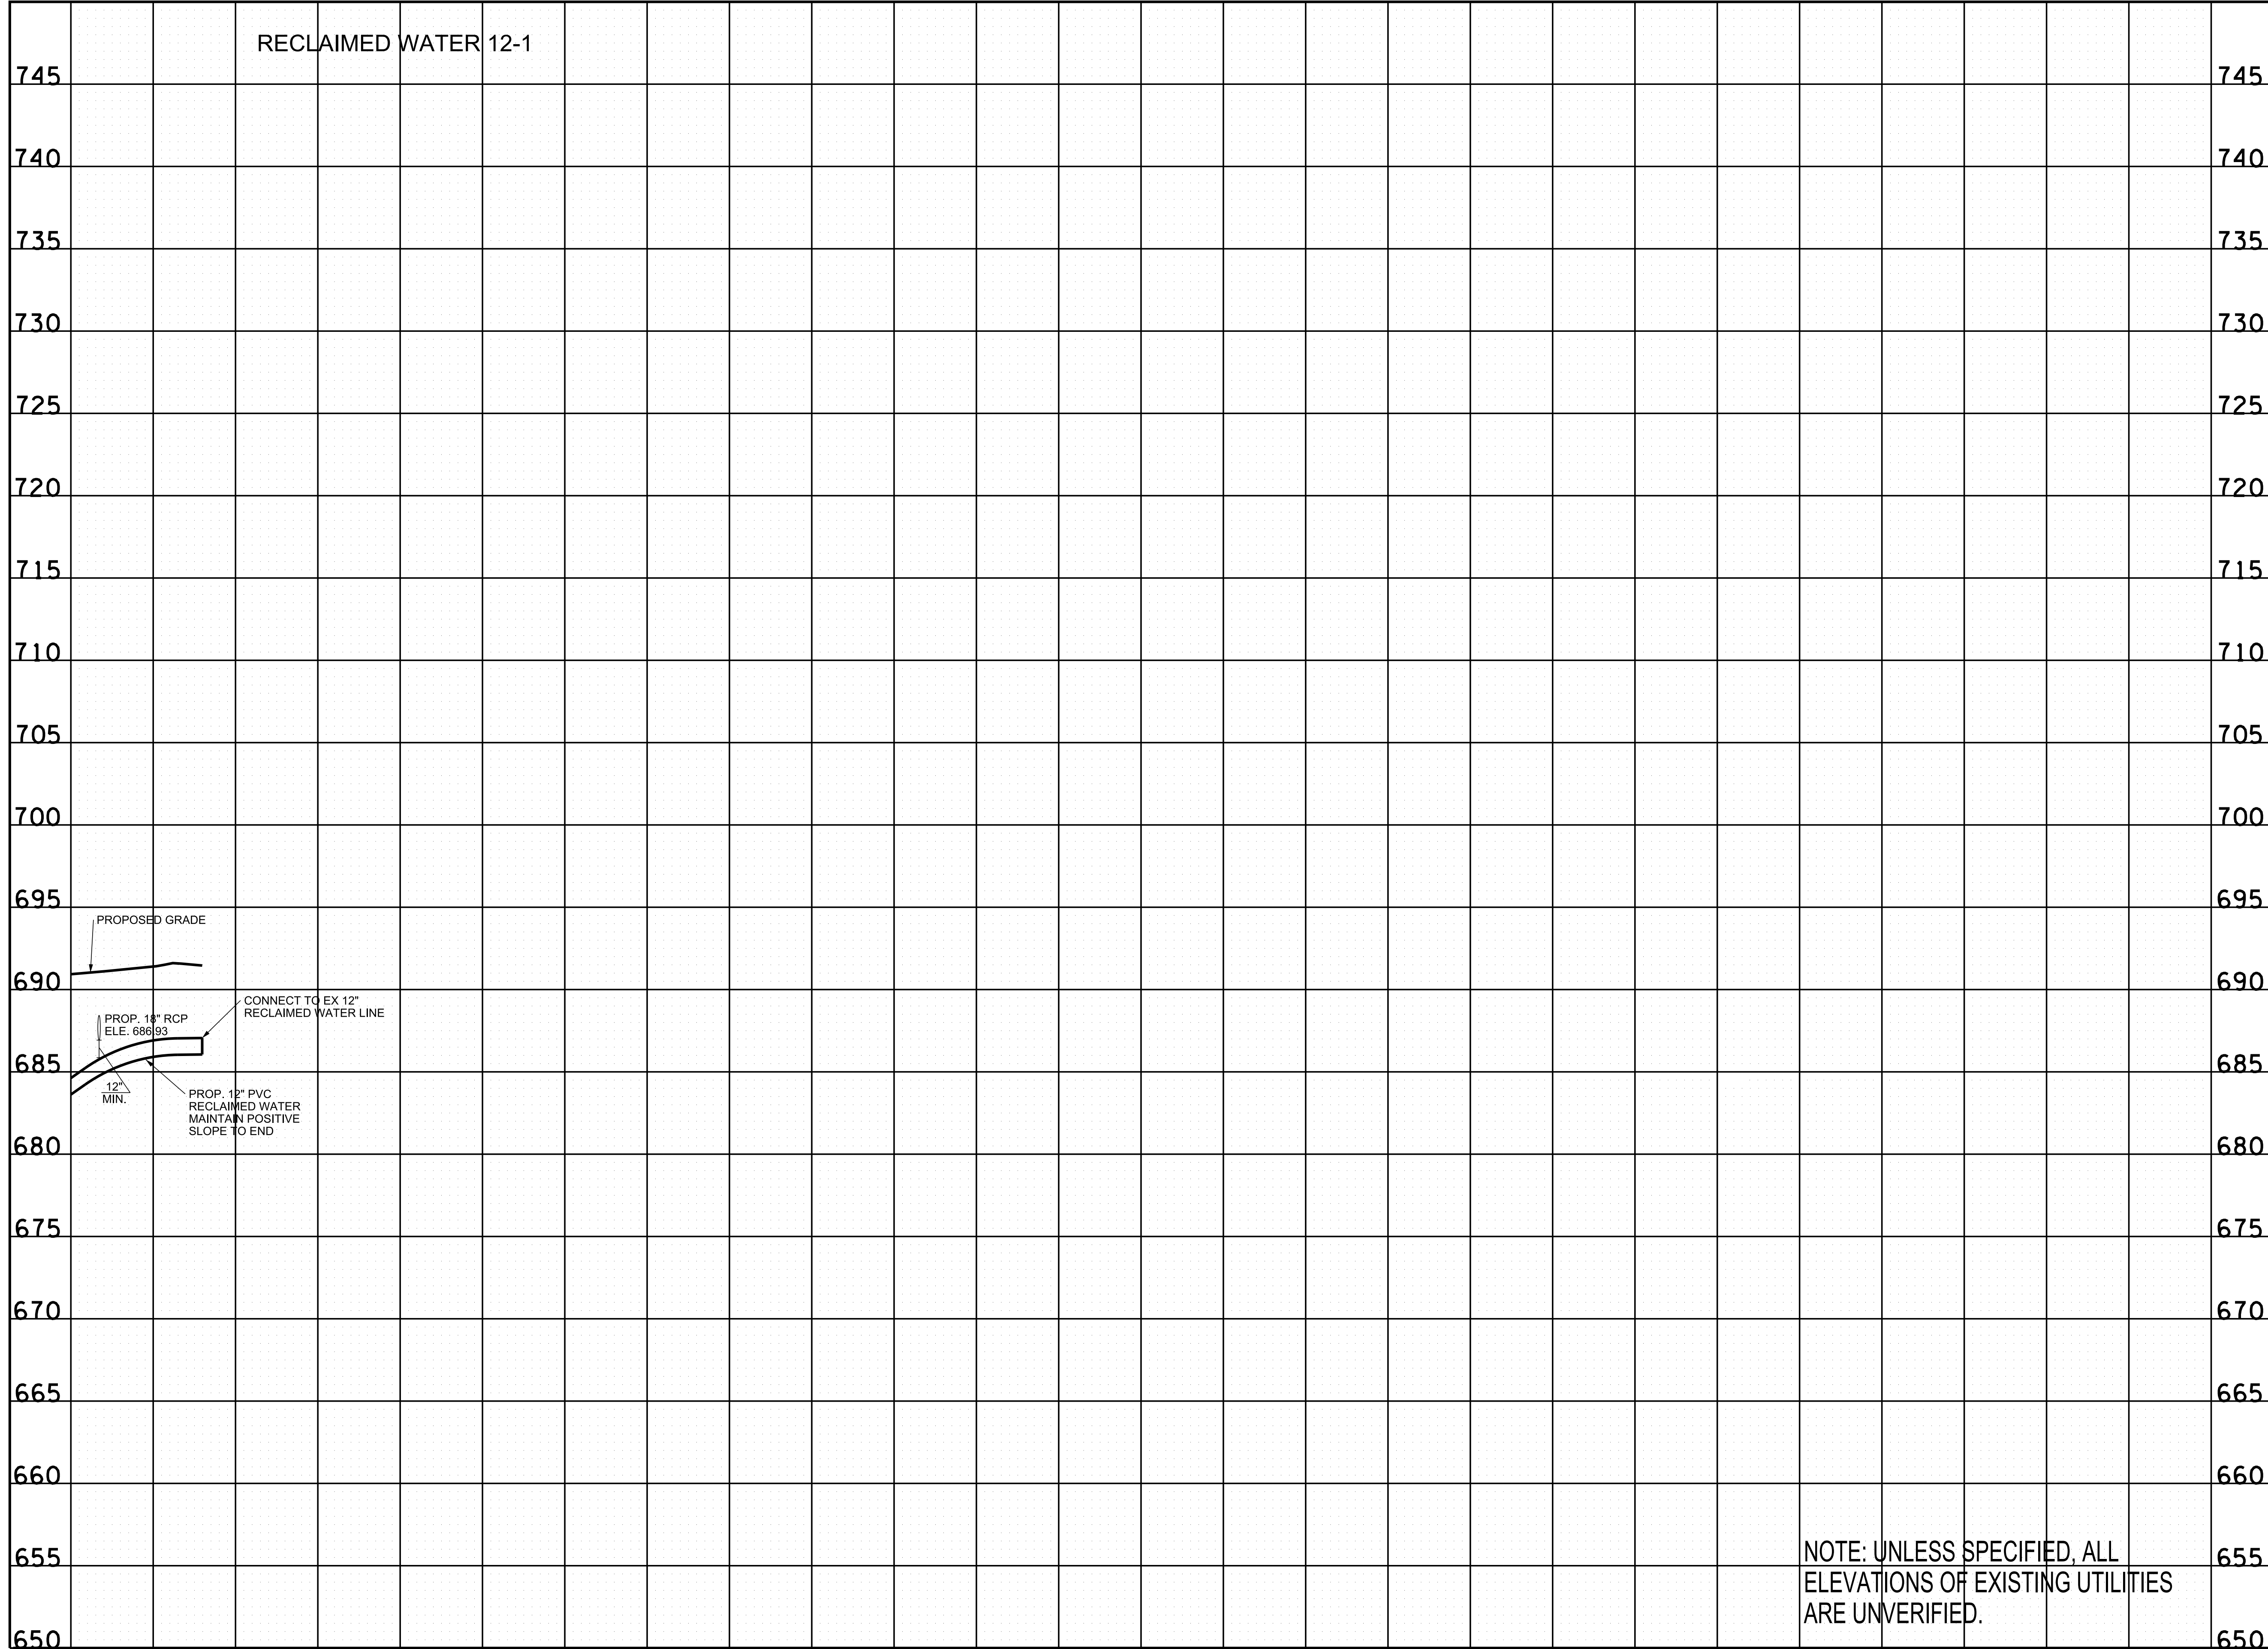 RECLAIMED WATER 12-1
745 745
740 740
735 735
730 730
725 725
720 720
715 715
710 710
705 705
700 700
695 695
PROPOSED GRADE
690 690
CONNECT TO EX 12"
RECLAIMED WATER LINE
PROP. 18" RCP
ELE. 686.93
685 685
12"
MIN.
PROP. 12" PVC
RECLAIMED WATER
MAINTAIN POSITIVE
SLOPE TO END
680 680
675 675
670 670
665 665
660 660
655 655
NOTE: UNLESS SPECIFIED, ALL
ELEVATIONS OF EXISTING UTILITIES
ARE UNVERIFIED.
650 650